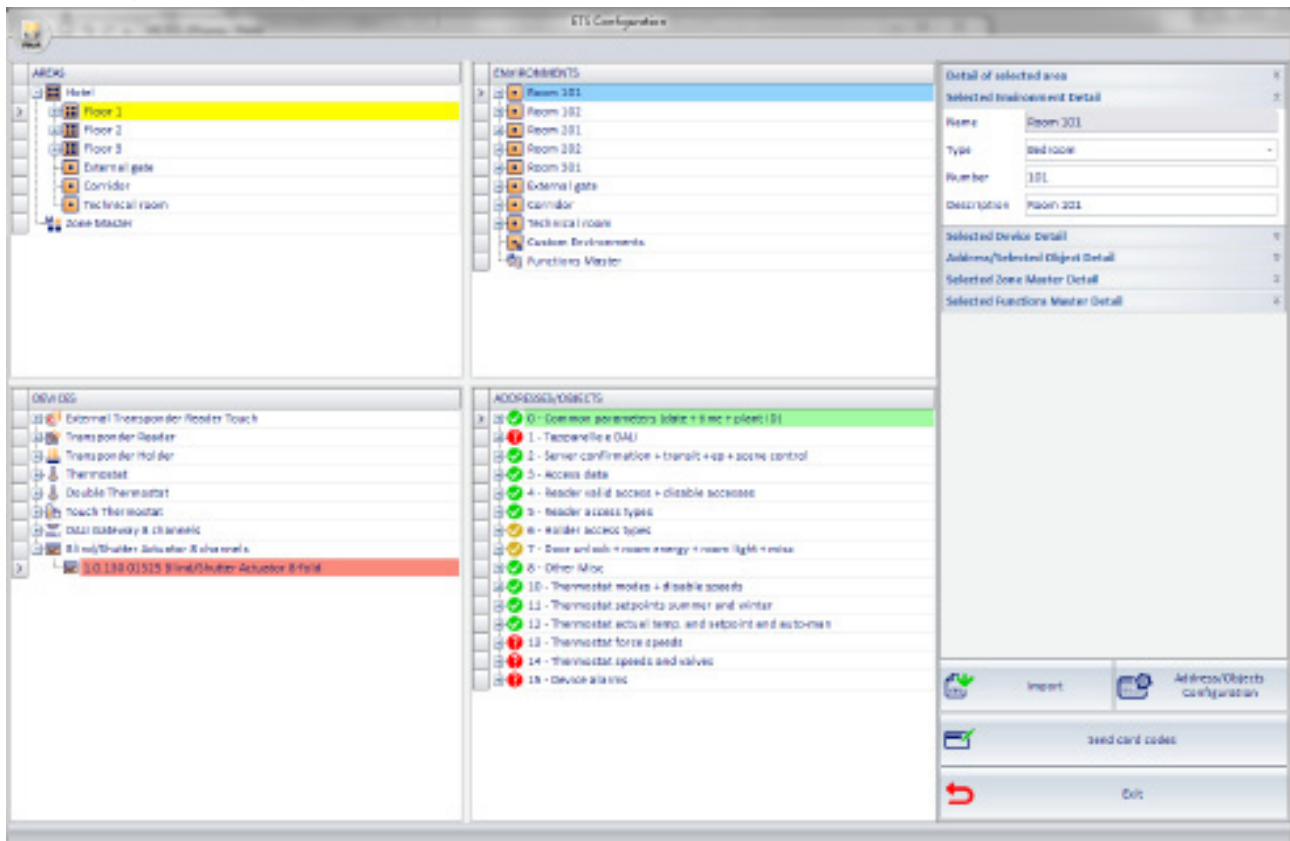 ETS Configuration
AREAS
Hotel
Floor 1
Floor 2
Floor 3
External gate
Corridor
Technical room
Zone Master
ENVIRONMENTS
Room 101
Room 102
Room 201
Room 202
Room 301
External gate
Corridor
Technical room
Custom Environments
Functions Master
Detail of selected area
Selected Environment Detail
Name Room 101
Type Bedroom
Number 101
Description Room 101
Selected Device Detail
Address/Selected Object Detail
Selected Zone Master Detail
Selected Functions Master Detail
DEVICES
External Transponder Reader Touch
Transponder Reader
Transponder Holder
Thermostat
Double Thermostat
Touch Thermostat
DALI Gateway 8 channels
Blind/Shutter Actuator 8 channels
1.0.130 01525 Blind/Shutter Actuator 8-fold
ADDRESSES/OBJECTS
0 - Common parameters (date + time + plant ID)
1 - Tapparelle e DALI
2 - Server confirmation + transit + ep + scene control
3 - Access data
4 - Reader valid access + disable accesses
5 - Reader access types
6 - Holder access types
7 - Door unlock + room energy + room light + misc
8 - Other Misc
10 - Thermostat modes + disable speeds
11 - Thermostat setpoints summer and winter
12 - Thermostat actual temp. and setpoint and auto-man
13 - Thermostat force speeds
14 - Thermostat speeds and valves
15 - Device alarms
Import
Address/Objects
Configuration
Send card codes
Exit